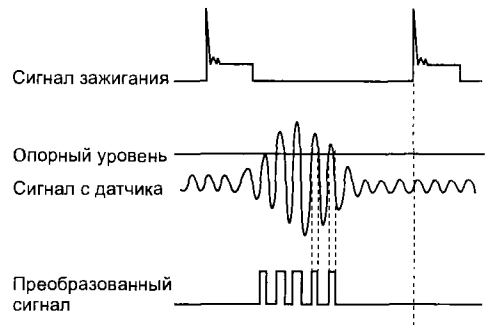 Сигнал зажигания
Опорный уровень
Сигнал с датчика
Преобразованный
сигнал